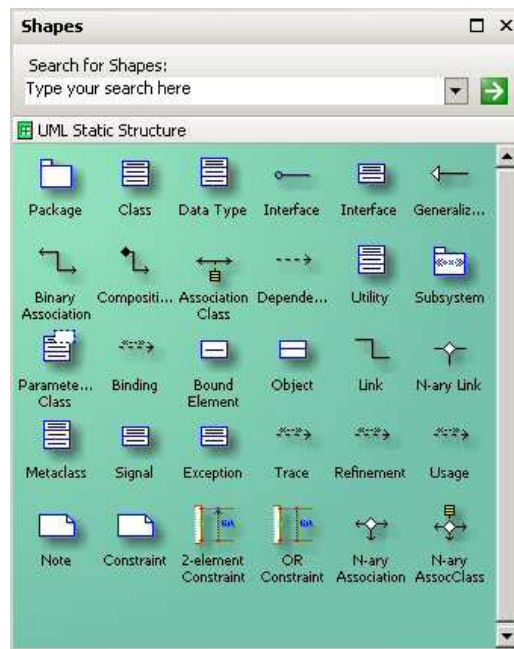 Shapes
Search for Shapes:
Type your search here
UML Static Structure
Package Class Data Type Interface Interface Generaliz...
Binary Association Compositi... Association Class Depende... Utility Subsystem
Paramete... Class Binding Bound Element Object Link N-ary Link
Metaclass Signal Exception Trace Refinement Usage
Note Constraint 2-element Constraint OR Constraint N-ary Association N-ary AssocClass